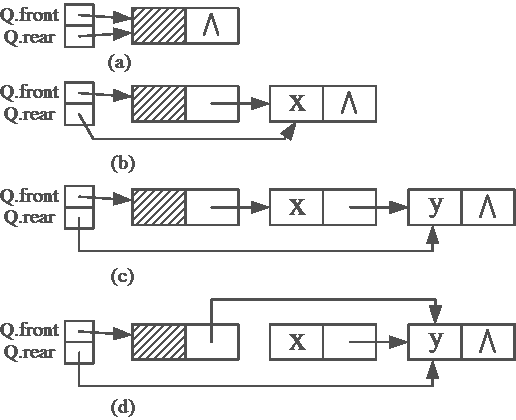 Q.front
Q.rear
∧
(a)
Q.front
Q.rear
x ∧
(b)
Q.front
Q.rear
x y ∧
(c)
Q.front
Q.rear
x y ∧
(d)